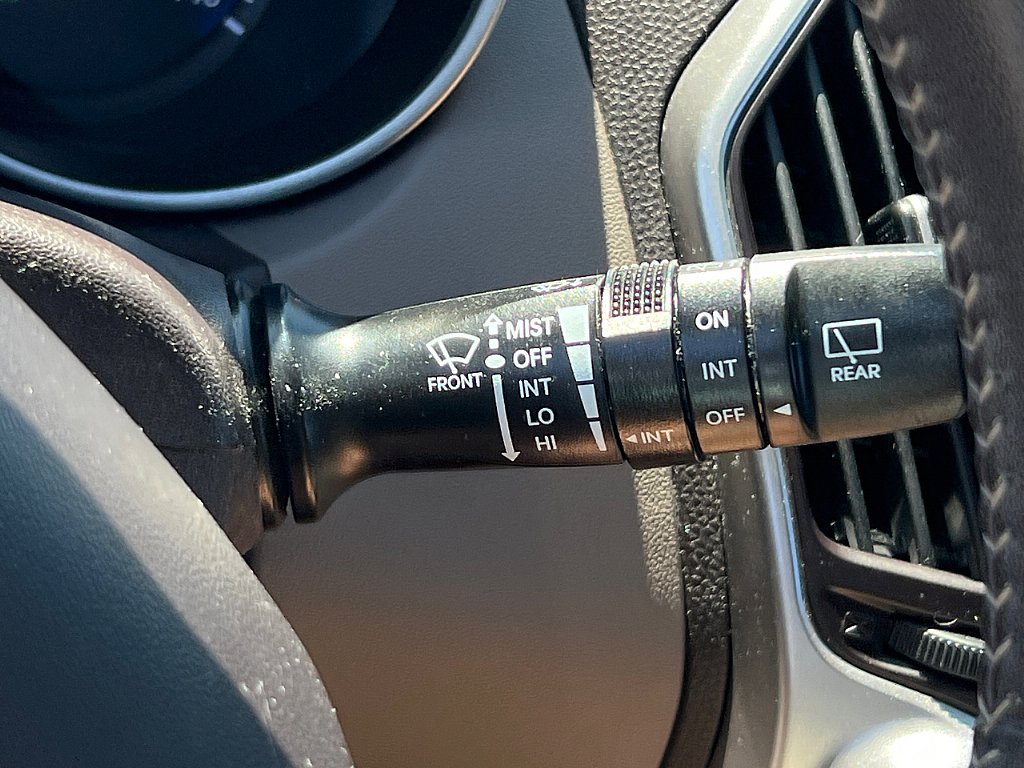 FRONT
MIST
OFF
INT
LO
HI
INT
ON
INT
OFF
REAR